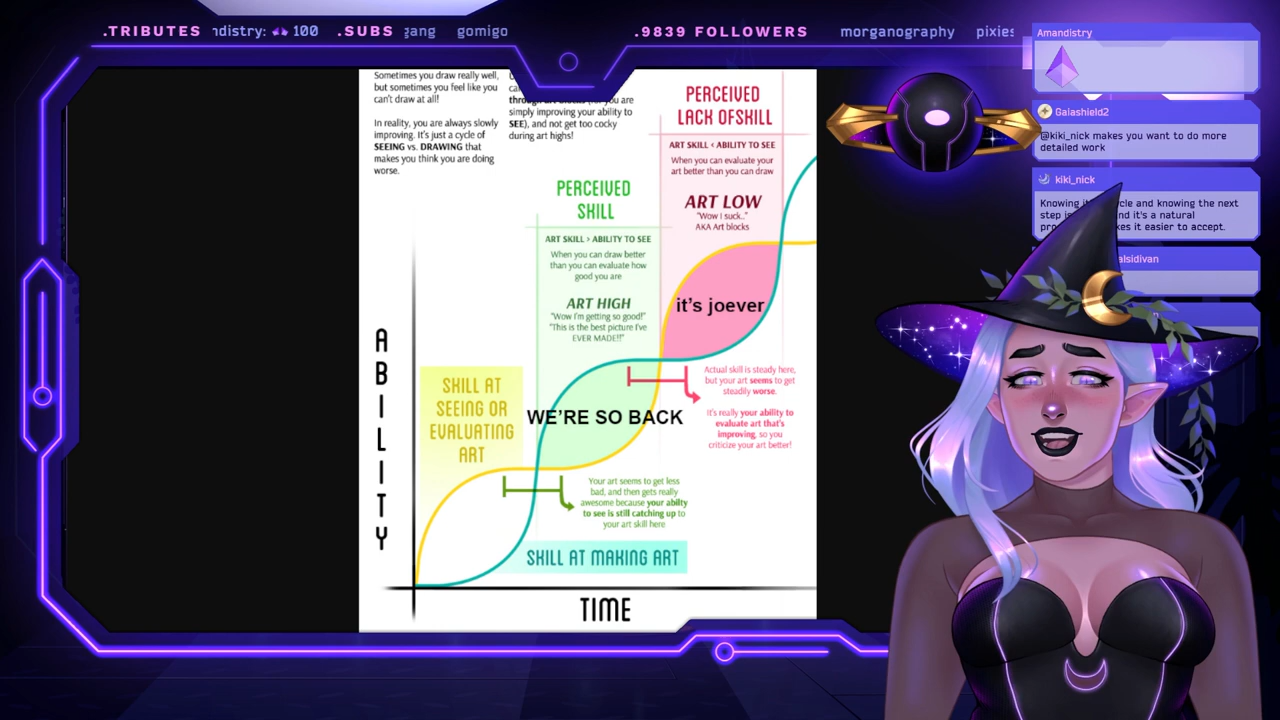 .TRIBUTES
ndistry:
100
.SUBS
gang
gomigo
.9839 FOLLOWERS
morganography
pixies
Sometimes you draw really well,
but sometimes you feel like you
can't draw at all!
In reality, you are always slowly
improving. It's just a cycle of
SEEING vs. DRAWING that
makes you think you are doing
worse.
you are
simply improving your ability to
SEE), and not get too cocky
during art highs!
PERCEIVED
LACK OFSKILL
ART SKILL < ABILITY TO SEE
When you can evaluate your
art better than you can draw
ART LOW
"Wow I suck.."
AKA Art blocks
PERCEIVED
SKILL
ART SKILL > ABILITY TO SEE
When you can draw better
than you can evaluate how
good you are
ART HIGH
"Wow I'm getting so good!"
"This is the best picture I've
EVER MADE!!"
it's joever
SKILL AT
SEEING OR
EVALUATING
ART
WE'RE SO BACK
Actual skill is steady here,
but your art seems to get
steadily worse.
It's really your ability to
evaluate art that's
improving, so you
criticize your art better!
Your art seems to get less
bad, and then gets really
awesome because your abilty
to see is still catching up to
your art skill here
SKILL AT MAKING ART
ABILITY
TIME
Amandistry
Gaiashield2
@kiki_nick makes you want to do more
detailed work
kiki_nick
Knowing
cycle and knowing the next
step
and it's a natural
makes it easier to accept.
alsidivan